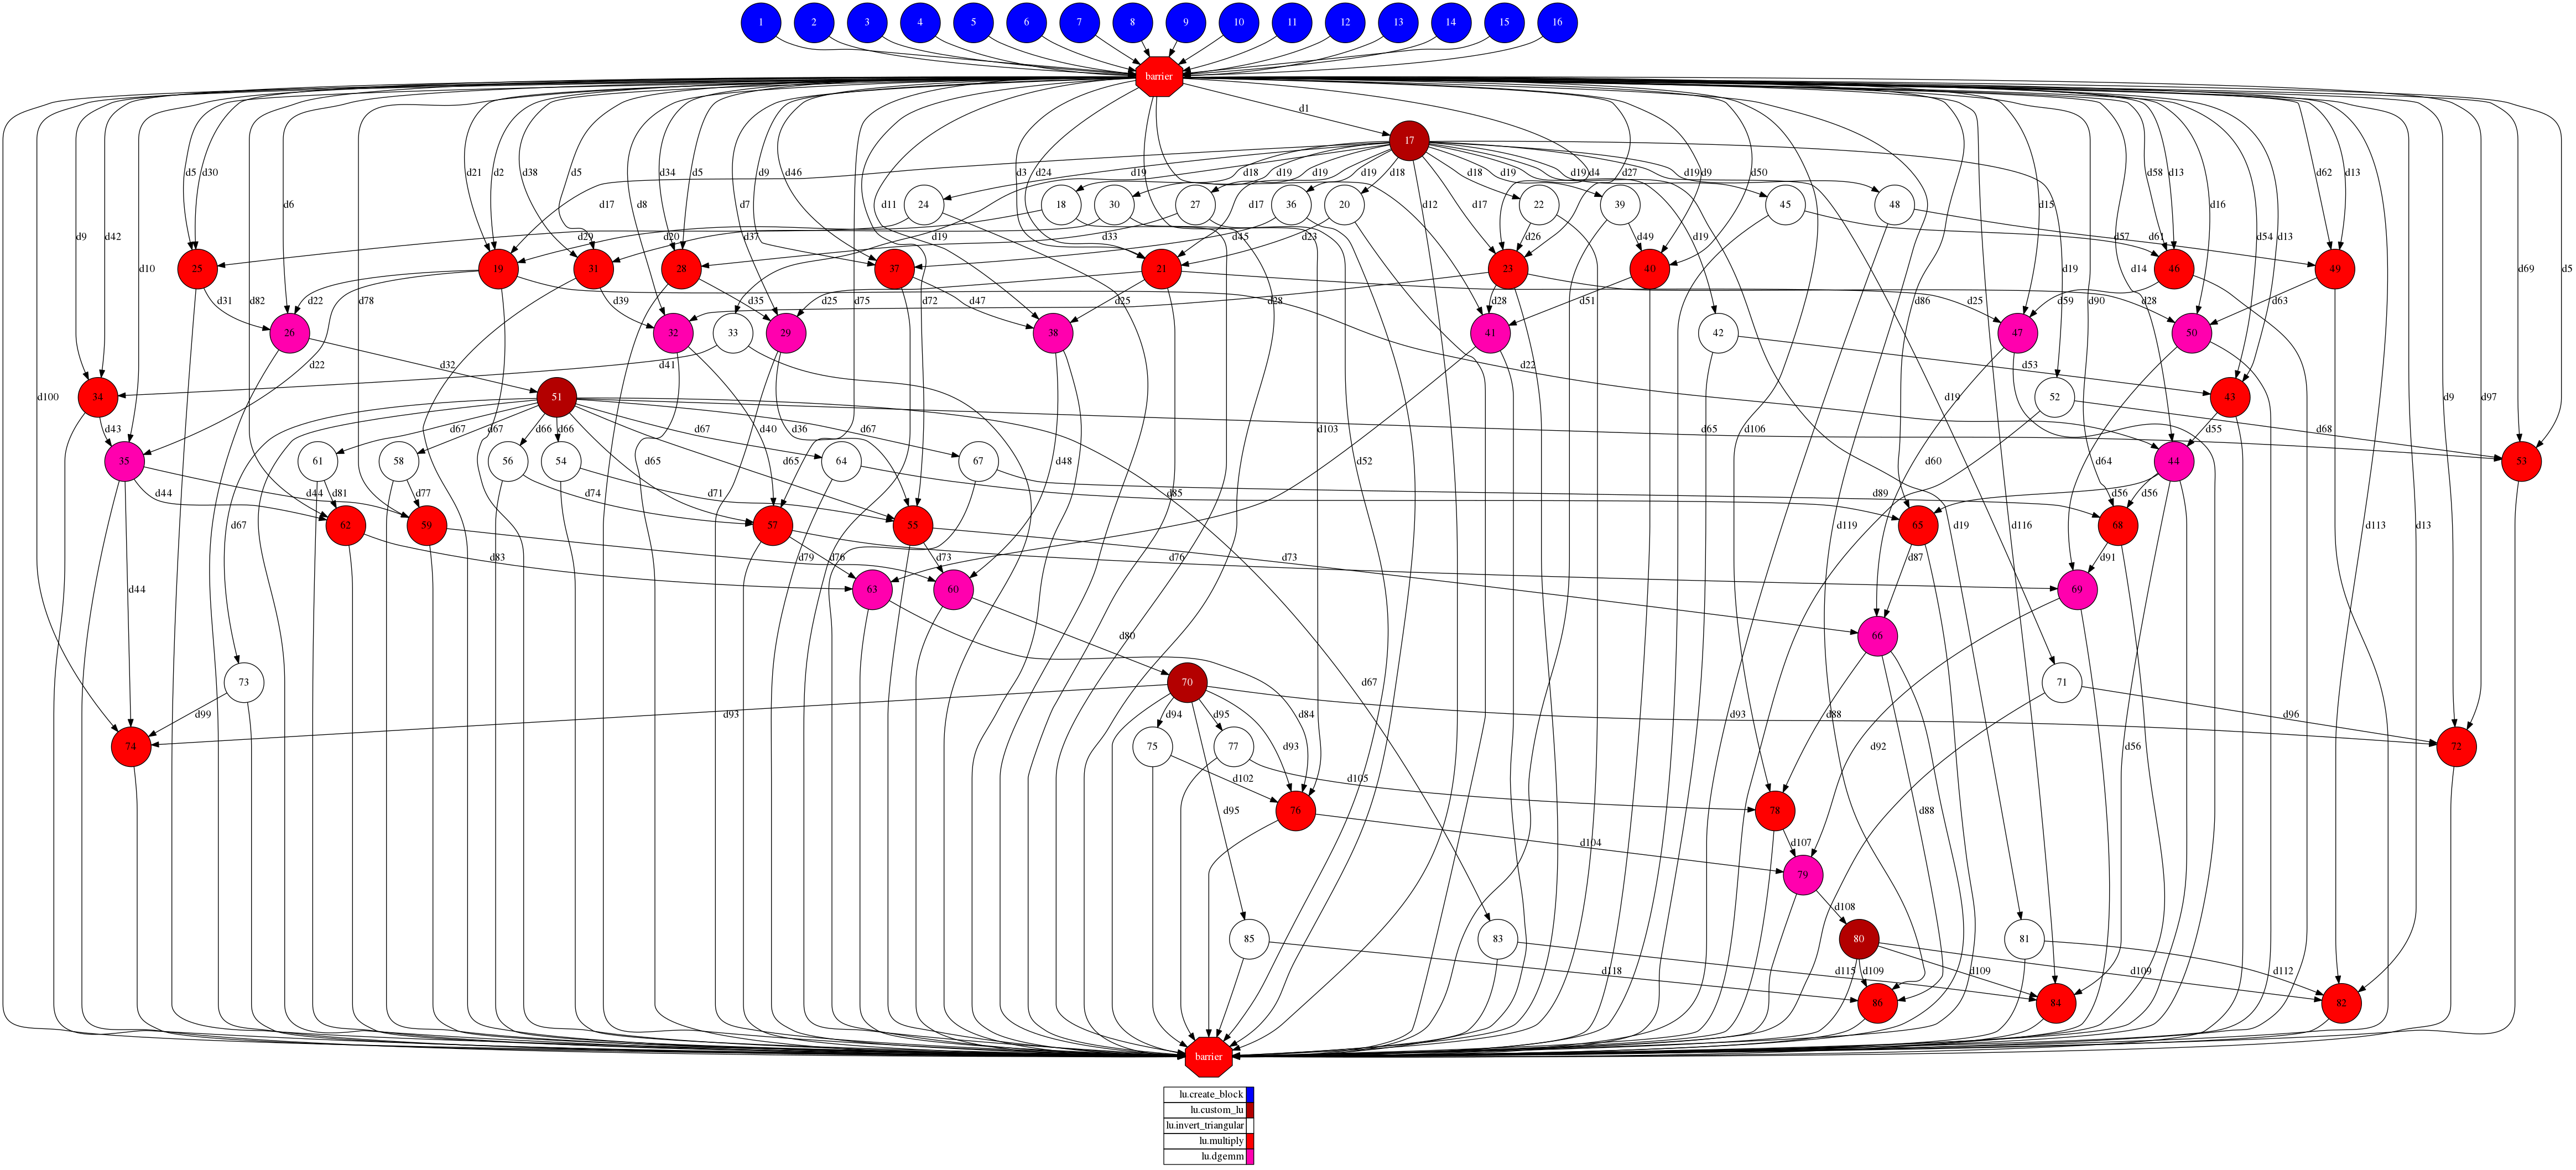 1 2 3 4 5 6 7 8 9 10 11 12 13 14 15 16
barrier
d1
17
d5 d30 d6 d21 d2 d38 d5 d8 d34 d5 d7 d9 d46 d11 d3 d24 d4 d27 d9 d50 d15 d58 d13 d16 d62 d13
d17 d19 d18 d19 d19 d19 d17 d18 d12 d17 d18 d19 d19 d19
24 18 30 27 36 20 22 39 45 48
d9 d42 d10 d29 d20 d37 d33 d19 d45 d23 d26 d49 d19 d57 d61 d14 d54 d13 d69 d5
25 19 31 28 37 21 23 40 46 49
d31 d82 d22 d78 d39 d35 d25 d75 d72 d47 d25 d28 d28 d51 d86 d25 d59 d90 d28 d63 d19
26 32 33 29 38 41 42 47 50
d32 d22 d41 d22 d53
d100 34 51 d19 52 43 d9 d97
d43 d67 d67 d66 d66 d65 d40 d65 d36 d67 d67 d103 d52 d48 d106 d65 d60 d68 d64 d55 d113 d13
35 61 58 56 54 64 67 44 53
d44 d81 d44 d77 d74 d71 d85 d89 d56 d56
62 59 57 55 65 68
d67 d83 d79 d76 d73 d76 d73 d119 d19 d116 d87 d91
d44 63 60 66 69
d80
73 70 d67 71
d99 d93 d94 d95 d93 d84 d93 d88 d92 d56 d96
74 75 77 72
d102 d105
d95 76 78 d88
d104 d107
79
d108
85 83 80 81
d118 d115 d109 d109 d109 d112
86 84 82
barrier
lu.create_block
lu.custom_lu
lu.invert_triangular
lu.multiply
lu.dgemm